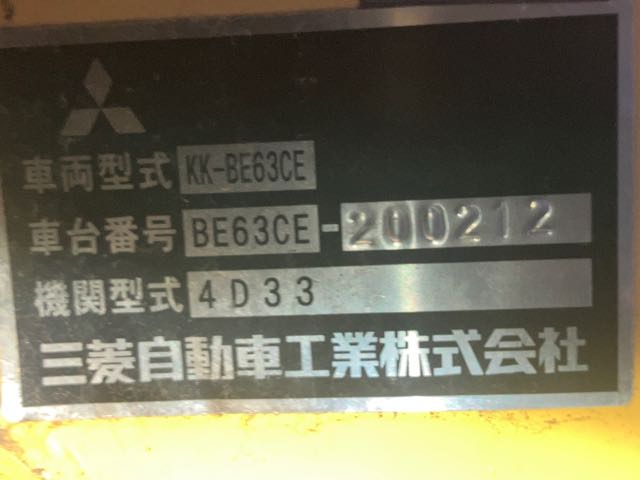 車両型式 KK-BE63CE
車台番号 BE63CE-200212
機関型式 4D33
三菱自動車工業株式会社